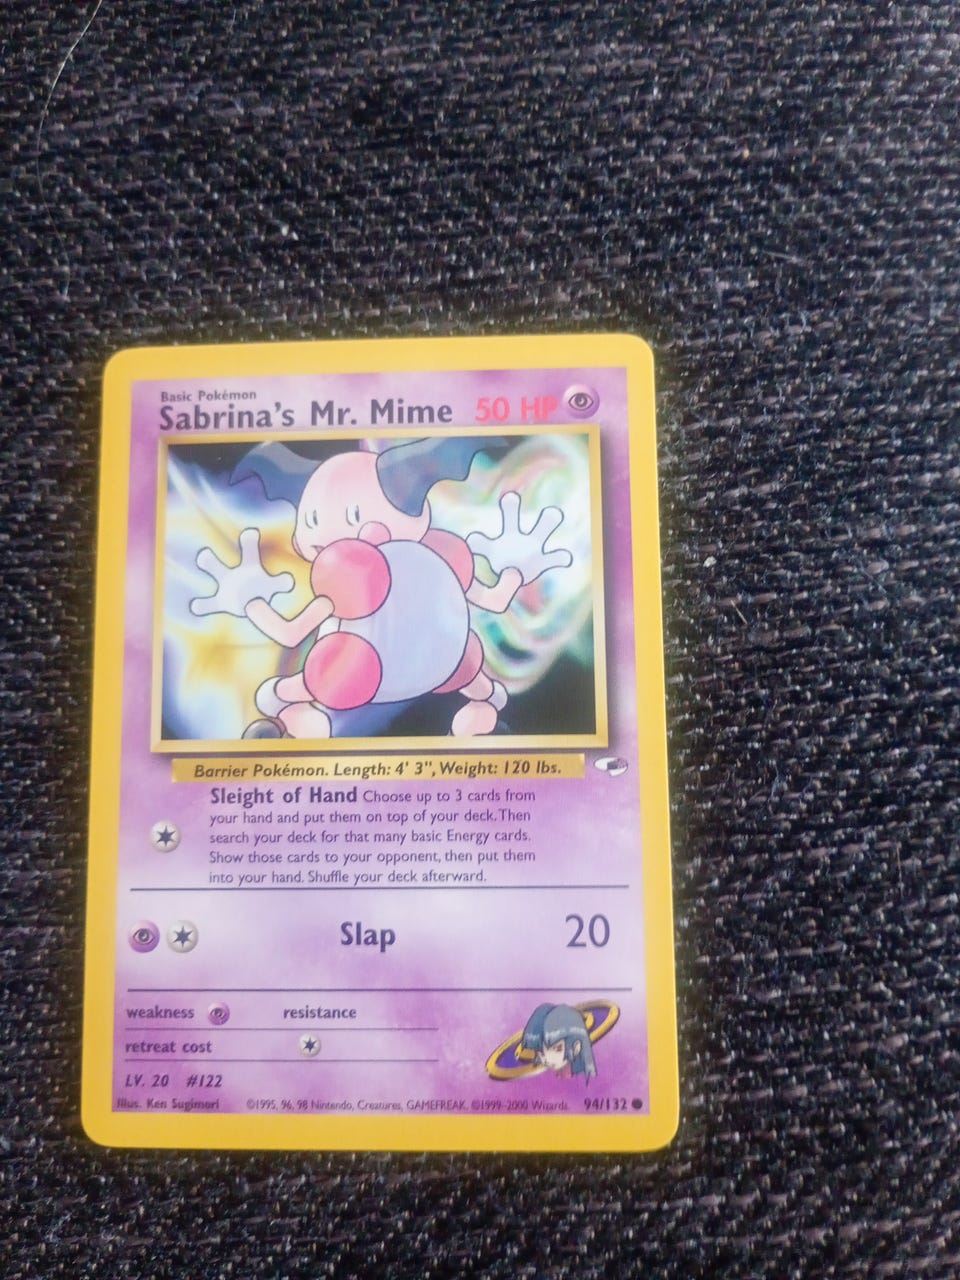 Basic Pokémon
Sabrina's Mr. Mime 50 HP
Barrier Pokémon. Length: 4' 3", Weight: 120 lbs.
Sleight of Hand Choose up to 3 cards from
your hand and put them on top of your deck. Then
search your deck for that many basic Energy cards.
Show those cards to your opponent, then put them
into your hand. Shuffle your deck afterward.
Slap 20
weakness resistance
retreat cost
LV. 20 #122
Illus. Ken Sugimori ©1995, 96, 98 Nintendo, Creatures, GAMEFREAK. ©1999-2000 Wizards. 94/132